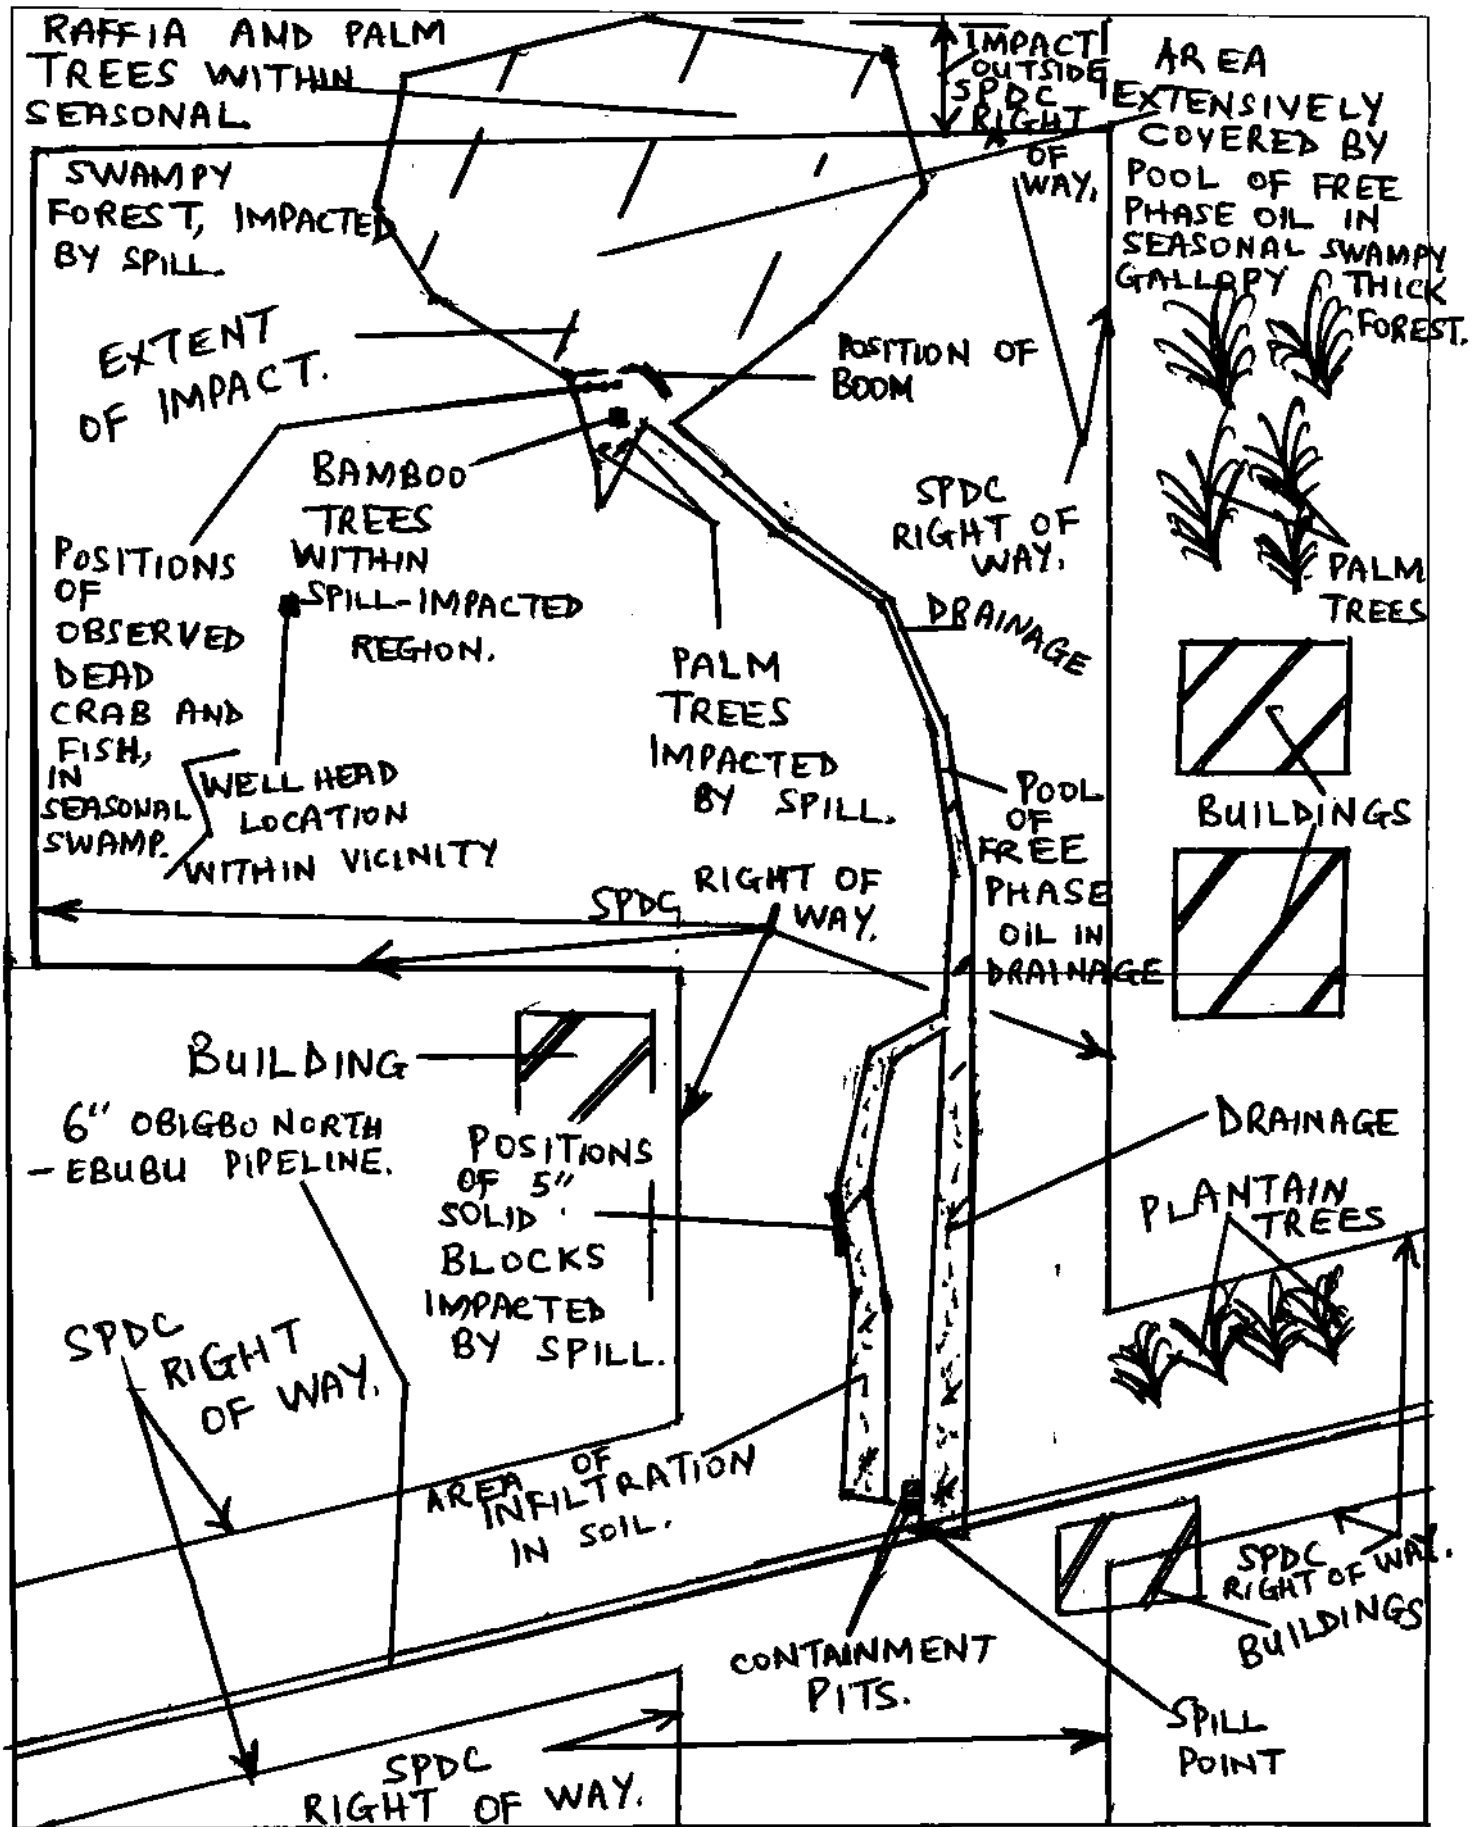 RAFFIA AND PALM
TREES WITHIN
SEASONAL
SWAMPY
FOREST, IMPACTED
BY SPILL.
IMPACT
OUTSIDE
SPDC
RIGHT
OF
WAY.
AREA
EXTENSIVELY
COVERED BY
POOL OF FREE
PHASE OIL IN
SEASONAL SWAMPY
GALLOPY THICK
FOREST.
EXTENT
OF IMPACT.
POSITION OF
BOOM
BAMBOO
TREES
WITHIN
SPILL-IMPACTED
REGION.
SPDC
RIGHT OF
WAY.
PALM
TREES
POSITIONS
OF
OBSERVED
DEAD
CRAB AND
FISH,
IN
SEASONAL
SWAMP.
DRAINAGE
PALM
TREES
IMPACTED
BY SPILL.
WELL HEAD
LOCATION
WITHIN VICINITY
POOL
OF
FREE
PHASE
OIL IN
DRAINAGE
BUILDINGS
SPDC RIGHT OF
WAY.
BUILDING
6" OBIGBO NORTH
- EBUBU PIPELINE.
POSITIONS
OF 5"
SOLID
BLOCKS
IMPACTED
BY SPILL.
DRAINAGE
PLANTAIN
TREES
SPDC
RIGHT
OF WAY.
AREA OF
INFILTRATION
IN SOIL.
SPDC
RIGHT OF WAY.
BUILDINGS
CONTAINMENT
PITS.
SPILL
POINT
SPDC
RIGHT OF WAY.